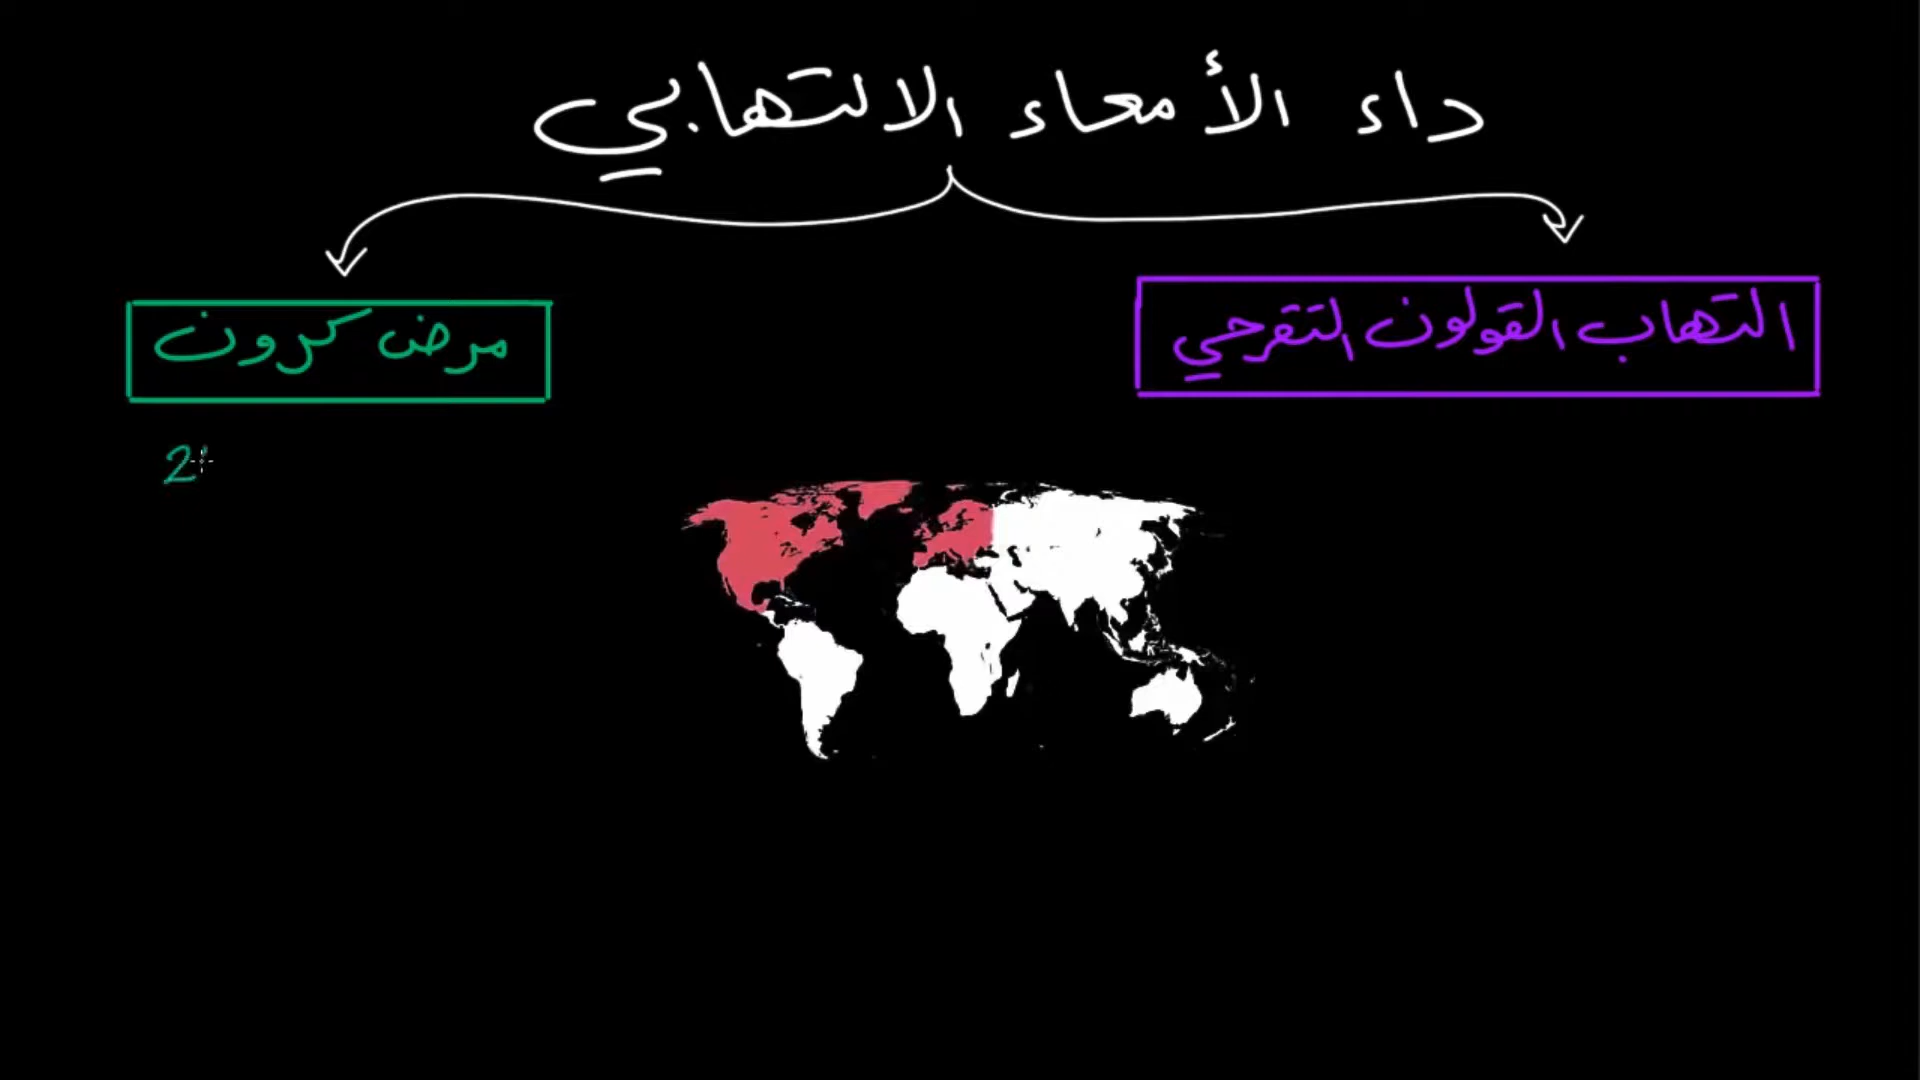 داء الأمعاء الالتهابي
التهاب القولون التقرحي
مرض كرون
2